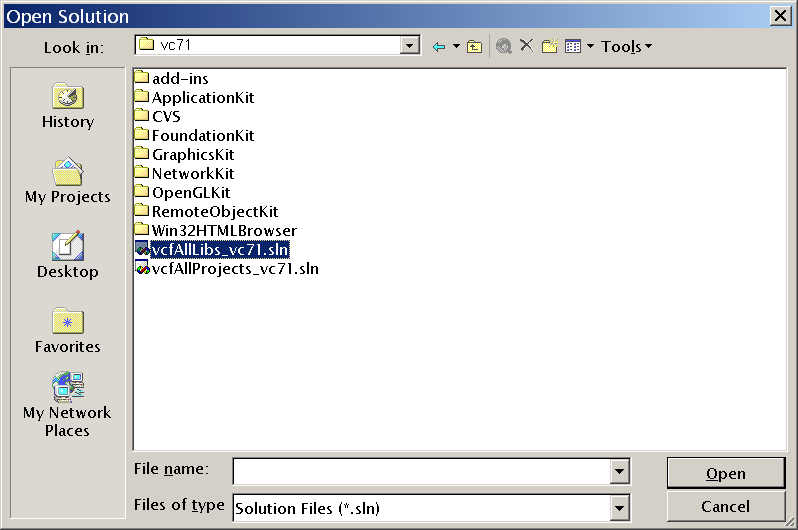 Open Solution
Look in: vc71 Tools
History
My Projects
Desktop
Favorites
My Network
Places
add-ins
ApplicationKit
CVS
FoundationKit
GraphicsKit
NetworkKit
OpenGLKit
RemoteObjectKit
Win32HTMLBrowser
vcfAllLibs_vc71.sln
vcfAllProjects_vc71.sln
File name: Open
Files of type Solution Files (*.sln) Cancel